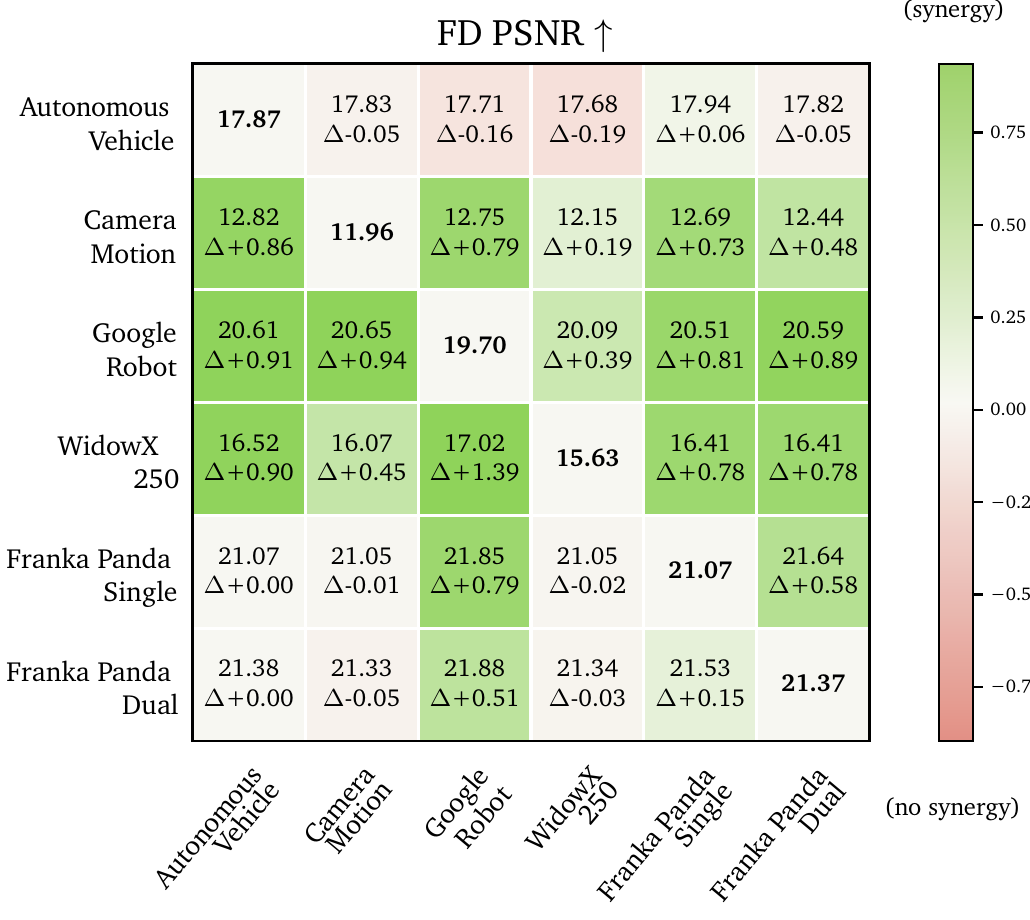 (synergy)
FD PSNR ↑
Autonomous
Vehicle
17.87
17.83
Δ-0.05
17.71
Δ-0.16
17.68
Δ-0.19
17.94
Δ+0.06
17.82
Δ-0.05
Camera
Motion
12.82
Δ+0.86
11.96
12.75
Δ+0.79
12.15
Δ+0.19
12.69
Δ+0.73
12.44
Δ+0.48
Google
Robot
20.61
Δ+0.91
20.65
Δ+0.94
19.70
20.09
Δ+0.39
20.51
Δ+0.81
20.59
Δ+0.89
WidowX
250
16.52
Δ+0.90
16.07
Δ+0.45
17.02
Δ+1.39
15.63
16.41
Δ+0.78
16.41
Δ+0.78
Franka Panda
Single
21.07
Δ+0.00
21.05
Δ-0.01
21.85
Δ+0.79
21.05
Δ-0.02
21.07
21.64
Δ+0.58
Franka Panda
Dual
21.38
Δ+0.00
21.33
Δ-0.05
21.88
Δ+0.51
21.34
Δ-0.03
21.53
Δ+0.15
21.37
Autonomous
Vehicle
Camera
Motion
Google
Robot
WidowX
250
Franka Panda
Single
Franka Panda
Dual
0.75
0.50
0.25
0.00
−0.2
−0.5
−0.7
(no synergy)